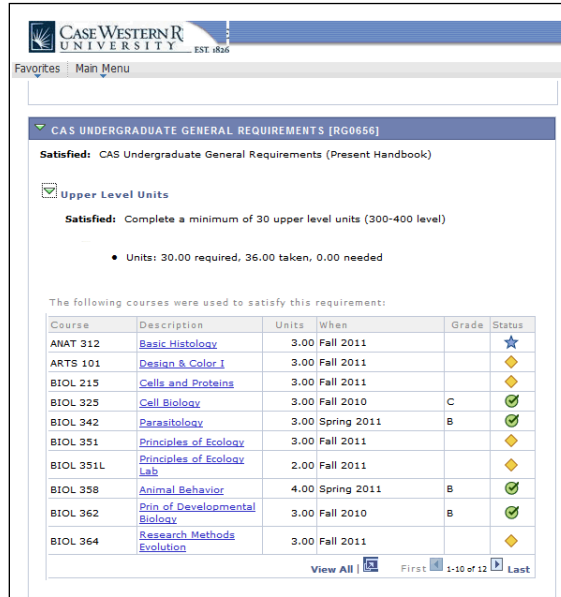 CASE WESTERN R
UNIVERSITY EST. 1826
Favorites Main Menu
CAS UNDERGRADUATE GENERAL REQUIREMENTS [RG0656]
Satisfied: CAS Undergraduate General Requirements (Present Handbook)
Upper Level Units
Satisfied: Complete a minimum of 30 upper level units (300-400 level)
• Units: 30.00 required, 36.00 taken, 0.00 needed
The following courses were used to satisfy this requirement:
Course Description Units When Grade Status
ANAT 312 Basic Histology 3.00 Fall 2011
ARTS 101 Design & Color I 3.00 Fall 2011
BIOL 215 Cells and Proteins 3.00 Fall 2011
BIOL 325 Cell Biology 3.00 Fall 2010 C
BIOL 342 Parasitology 3.00 Spring 2011 B
BIOL 351 Principles of Ecology 3.00 Fall 2011
BIOL 351L Principles of Ecology 2.00 Fall 2011
Lab
BIOL 358 Animal Behavior 4.00 Spring 2011 B
BIOL 362 Prin of Developmental 3.00 Fall 2010 B
Biology
BIOL 364 Research Methods 3.00 Fall 2011
Evolution
View All | First 1-10 of 12 Last